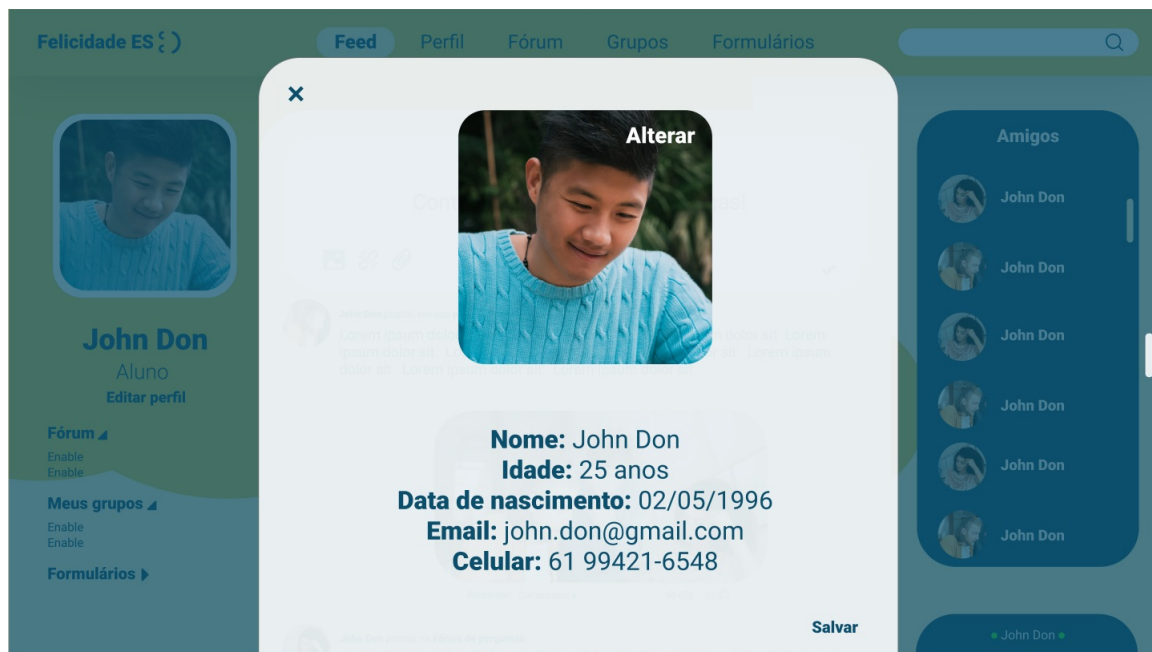 Felicidade ES
Feed Perfil Fórum Grupos Formulários
Alterar
John Don
Aluno
Editar perfil
Fórum
Enable
Enable
Meus grupos
Enable
Enable
Formulários
Nome: John Don
Idade: 25 anos
Data de nascimento: 02/05/1996
Email: john.don@gmail.com
Celular: 61 99421-6548
Salvar
Amigos
John Don
John Don
John Don
John Don
John Don
John Don
John Don